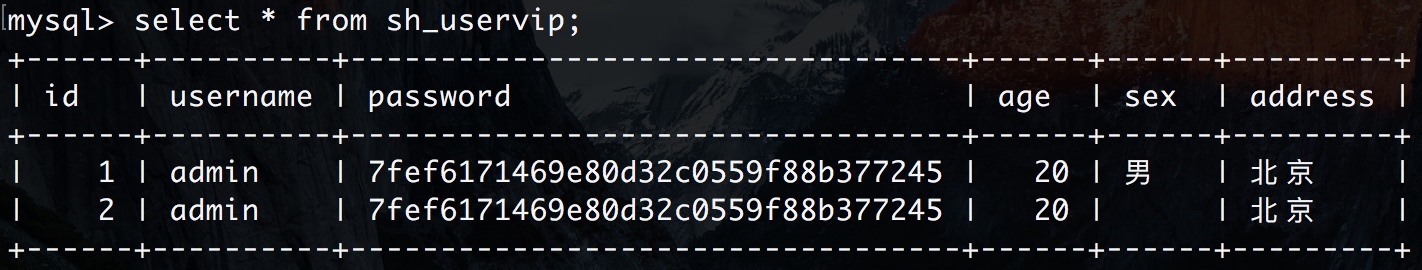 mysql> select * from sh_uservip;
+------+----------+----------------------------------+------+------+---------+
| id   | username | password                         | age  | sex  | address |
+------+----------+----------------------------------+------+------+---------+
|    1 | admin    | 7fef6171469e80d32c0559f88b377245 |   20 | 男   | 北京    |
|    2 | admin    | 7fef6171469e80d32c0559f88b377245 |   20 |      | 北京    |
+------+----------+----------------------------------+------+------+---------+